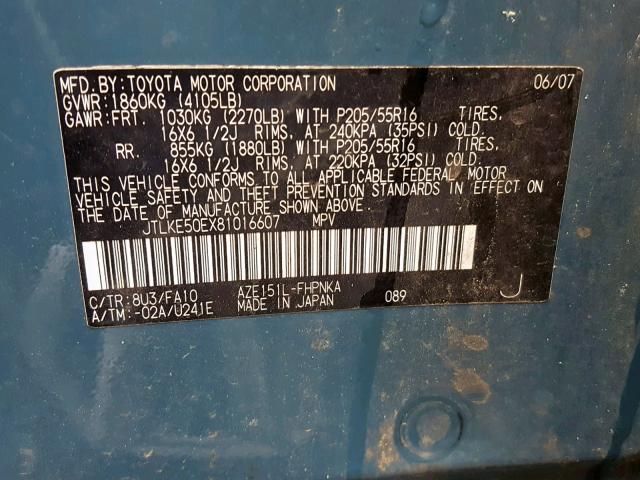 MFD. BY: TOYOTA MOTOR CORPORATION 06/07
GVWR: 1860KG (4105LB)
GAWR: FRT. 1030KG (2270LB) WITH P205/55R16 TIRES,
16X6 1/2J RIMS, AT 240KPA (35PSI) COLD.
RR. 855KG (1880LB) WITH P205/55R16 TIRES,
16X6 1/2J RIMS, AT 220KPA (32PSI) COLD.
THIS VEHICLE CONFORMS TO ALL APPLICABLE FEDERAL MOTOR
VEHICLE SAFETY AND THEFT PREVENTION STANDARDS IN EFFECT ON
THE DATE OF MANUFACTURE SHOWN ABOVE.
JTLKE50EX81016607 MPV
C/TR: 8U3/FA10 AZE151L-FHPNKA
A/TM: -02A/U241E MADE IN JAPAN 089 J